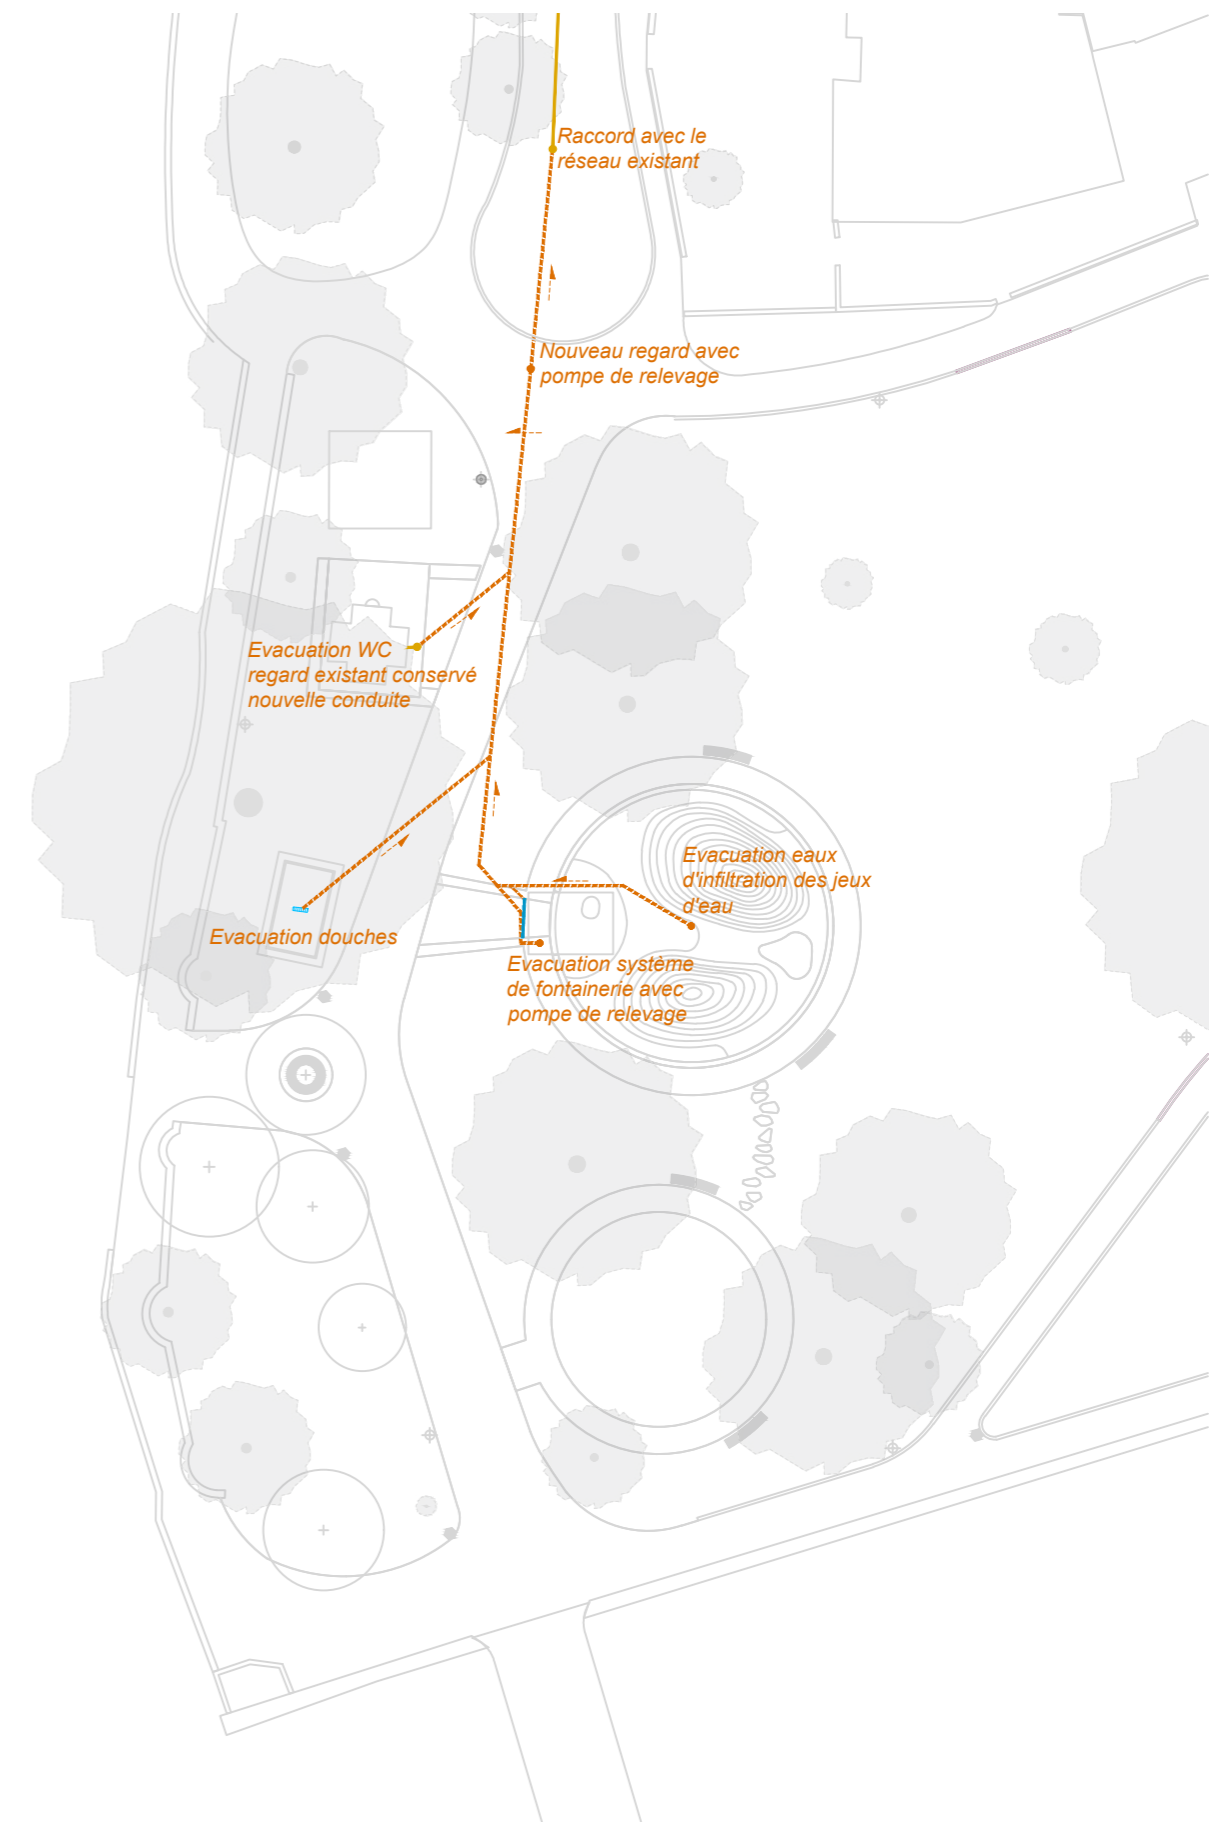 Raccord avec le
réseau existant
Nouveau regard avec
pompe de relevage
Evacuation WC
regard existant conservé
nouvelle conduite
Evacuation eaux
d'infiltration des jeux
d'eau
Evacuation douches
Evacuation système
de fontainerie avec
pompe de relevage